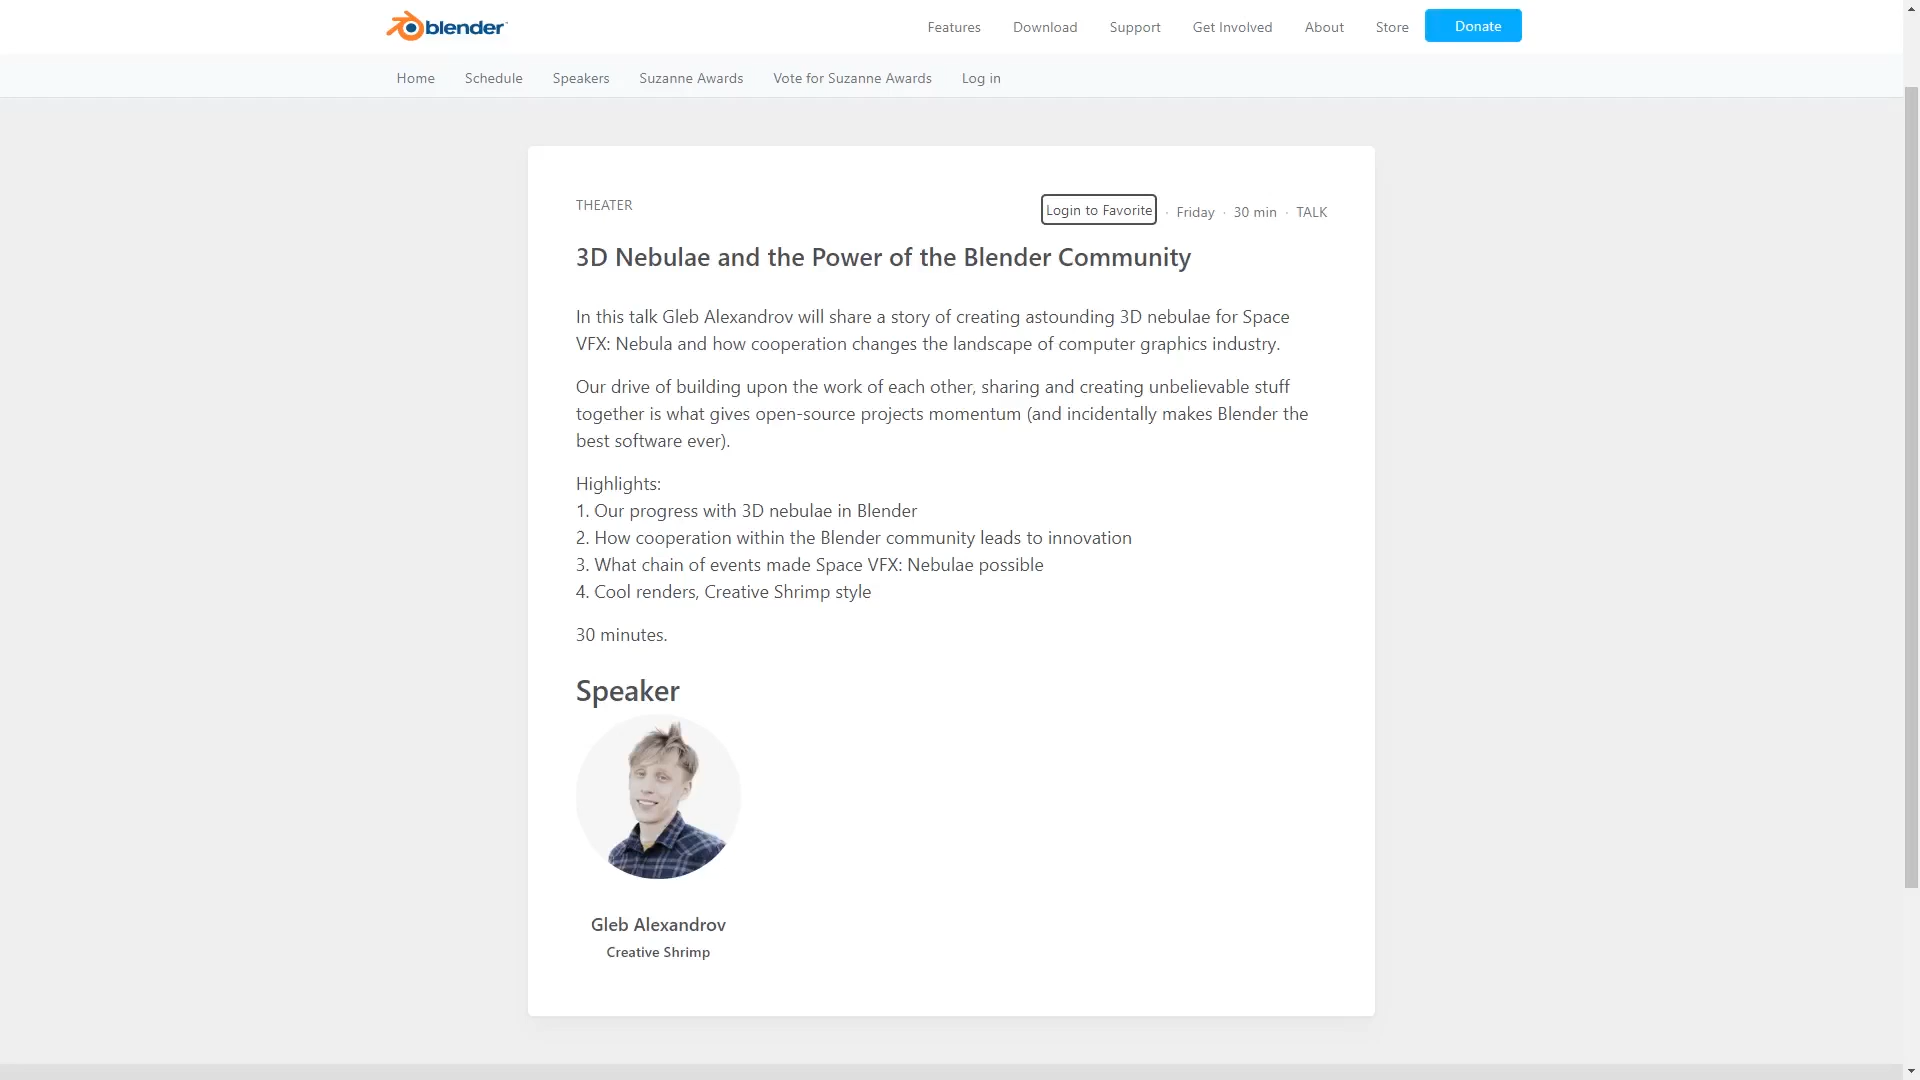 blender
Features Download Support Get Involved About Store Donate
Home Schedule Speakers Suzanne Awards Vote for Suzanne Awards Log in
THEATER
Login to Favorite · Friday · 30 min · TALK
3D Nebulae and the Power of the Blender Community
In this talk Gleb Alexandrov will share a story of creating astounding 3D nebulae for Space
VFX: Nebula and how cooperation changes the landscape of computer graphics industry.
Our drive of building upon the work of each other, sharing and creating unbelievable stuff
together is what gives open-source projects momentum (and incidentally makes Blender the
best software ever).
Highlights:
1. Our progress with 3D nebulae in Blender
2. How cooperation within the Blender community leads to innovation
3. What chain of events made Space VFX: Nebulae possible
4. Cool renders, Creative Shrimp style
30 minutes.
Speaker
Gleb Alexandrov
Creative Shrimp